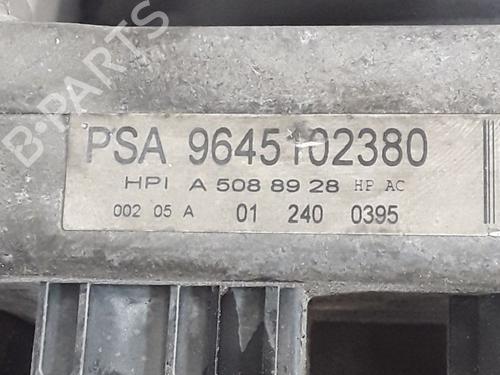 B-PARTS
PSA 9645102380
HPI A 508 89 28 HP AC
002 05 A 01 240 0395